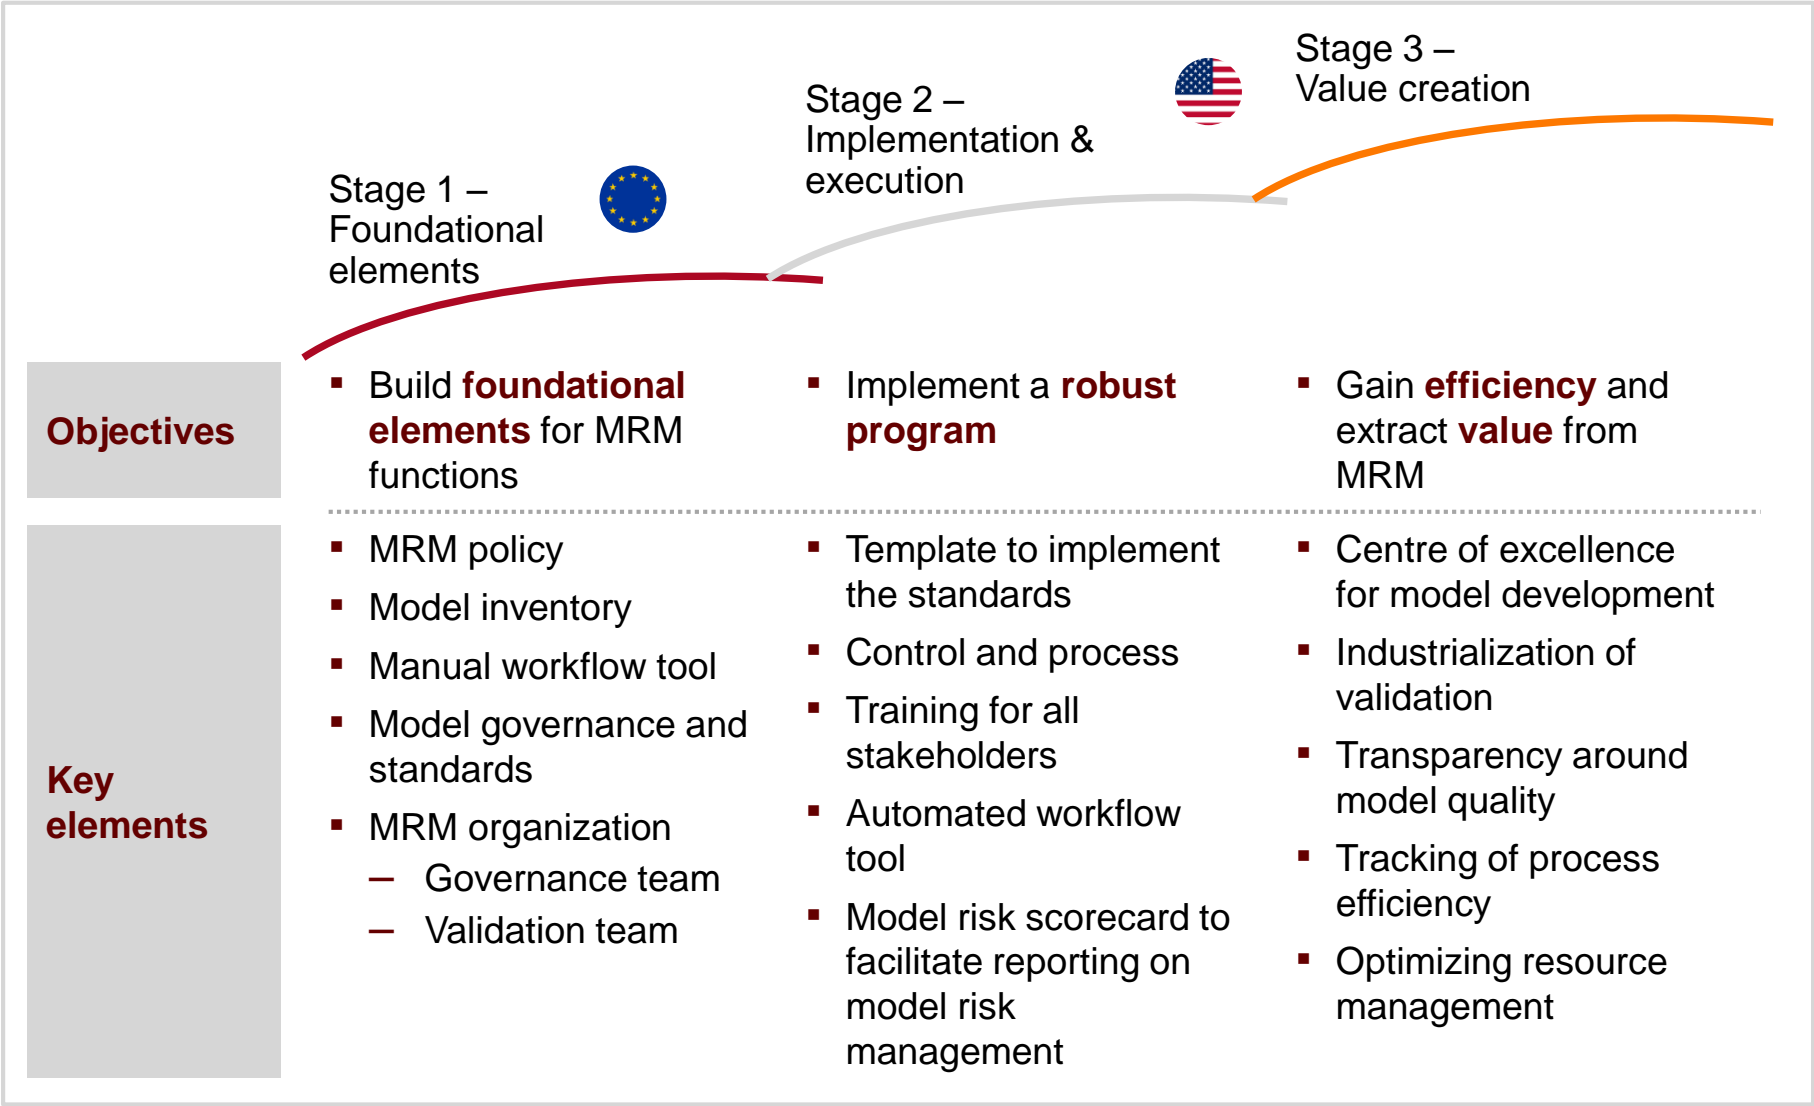 Stage 1 –
Foundational
elements
Stage 2 –
Implementation &
execution
Stage 3 –
Value creation
Objectives
▪ Build foundational
elements for MRM
functions
▪ Implement a robust
program
▪ Gain efficiency and
extract value from
MRM
Key
elements
▪ MRM policy
▪ Model inventory
▪ Manual workflow tool
▪ Model governance and
standards
▪ MRM organization
– Governance team
– Validation team
▪ Template to implement
the standards
▪ Control and process
▪ Training for all
stakeholders
▪ Automated workflow
tool
▪ Model risk scorecard to
facilitate reporting on
model risk
management
▪ Centre of excellence
for model development
▪ Industrialization of
validation
▪ Transparency around
model quality
▪ Tracking of process
efficiency
▪ Optimizing resource
management